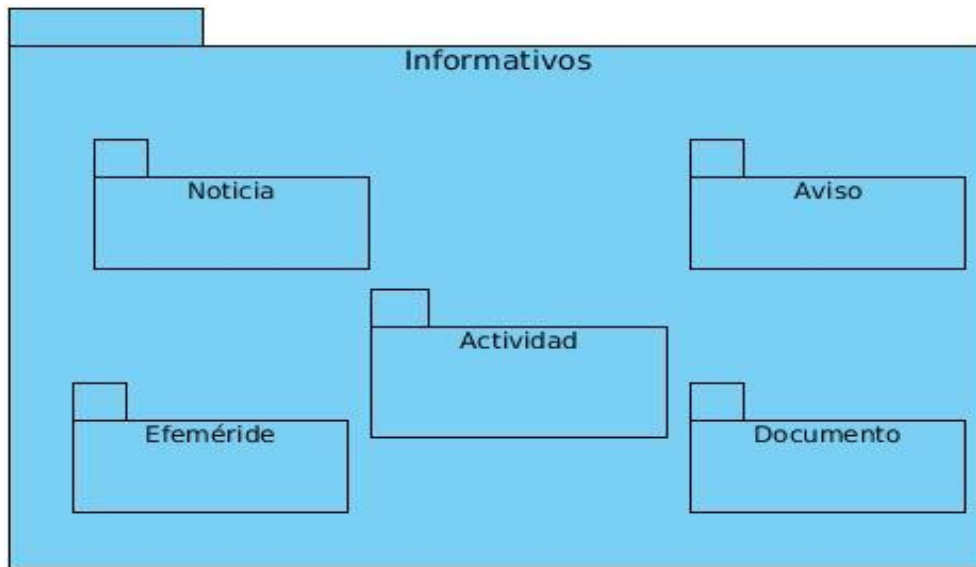 Informativos
Noticia
Aviso
Actividad
Efeméride
Documento